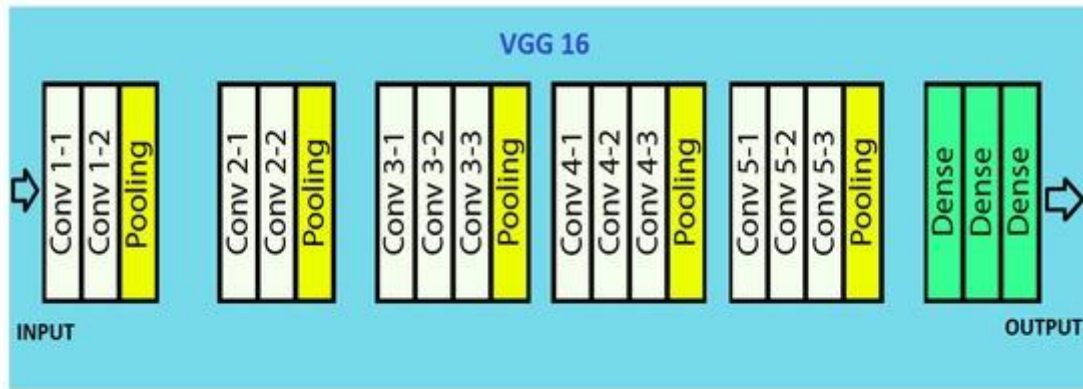 VGG 16
Conv 1-1
Conv 1-2
Pooling
Conv 2-1
Conv 2-2
Pooling
Conv 3-1
Conv 3-2
Conv 3-3
Pooling
Conv 4-1
Conv 4-2
Conv 4-3
Pooling
Conv 5-1
Conv 5-2
Conv 5-3
Pooling
Dense
Dense
Dense
INPUT
OUTPUT